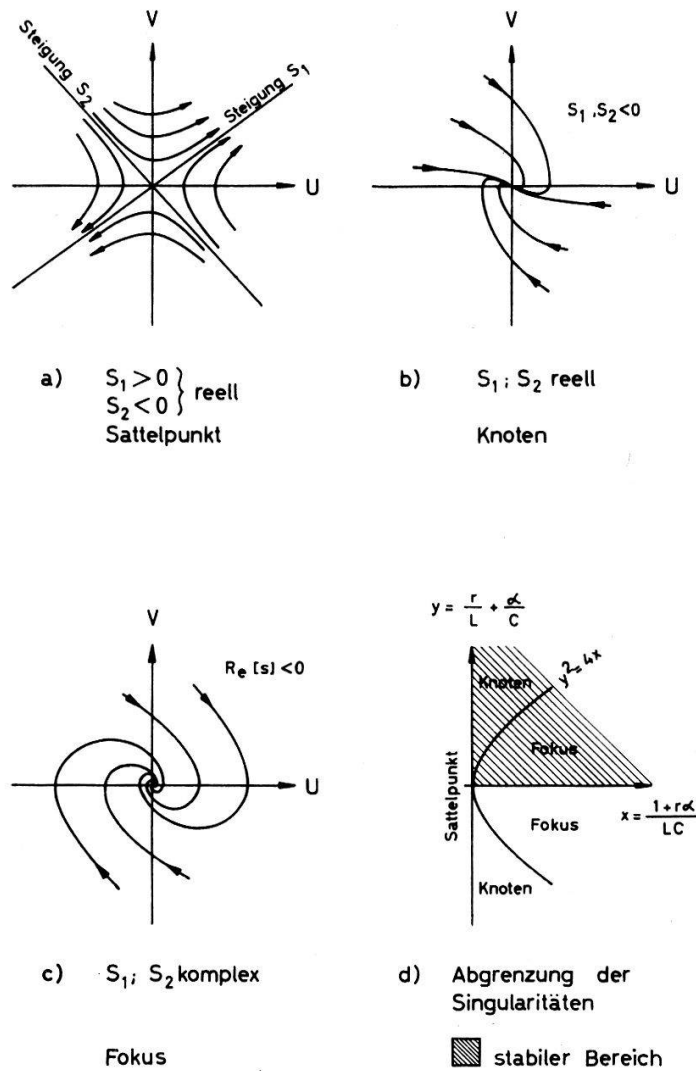 V
Steigung S₂
Steigung S₁
U
a) S₁ > 0 } reell
S₂ < 0
Sattelpunkt
V
S₁, S₂<0
U
b) S₁; S₂ reell
Knoten
V
Re [s] <0
U
c) S₁; S₂ komplex
Fokus
y = r/L + α/C
Knoten
y²=4x
Fokus
Sattelpunkt
x = (1+rα)/LC
Fokus
Knoten
d) Abgrenzung der
Singularitäten
stabiler Bereich